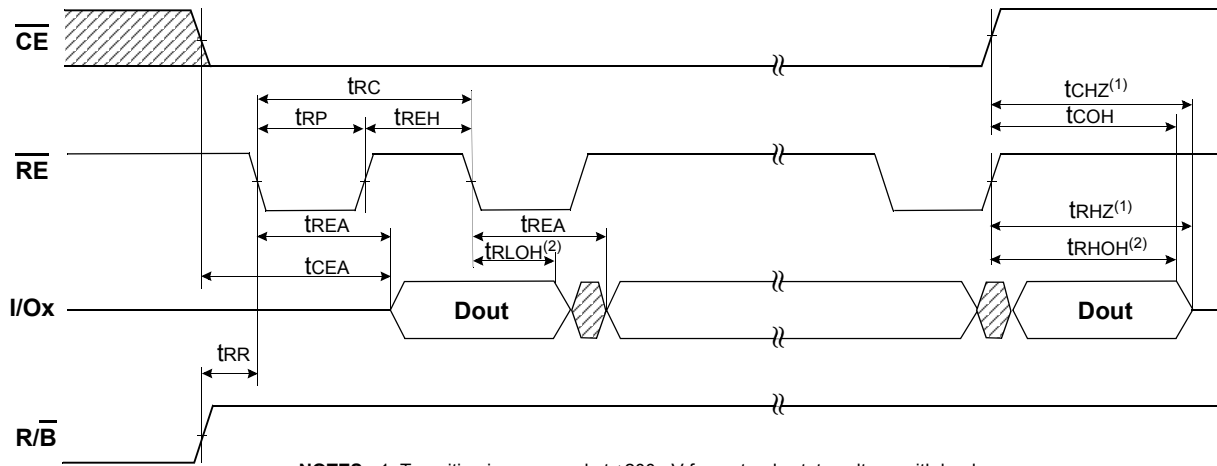 CE
tRC
tCHZ(1)
tRP
tREH
tCOH
RE
tREA
tREA
tRHZ(1)
tRLOH(2)
tRHOH(2)
tCEA
I/Ox
Dout
Dout
tRR
R/B